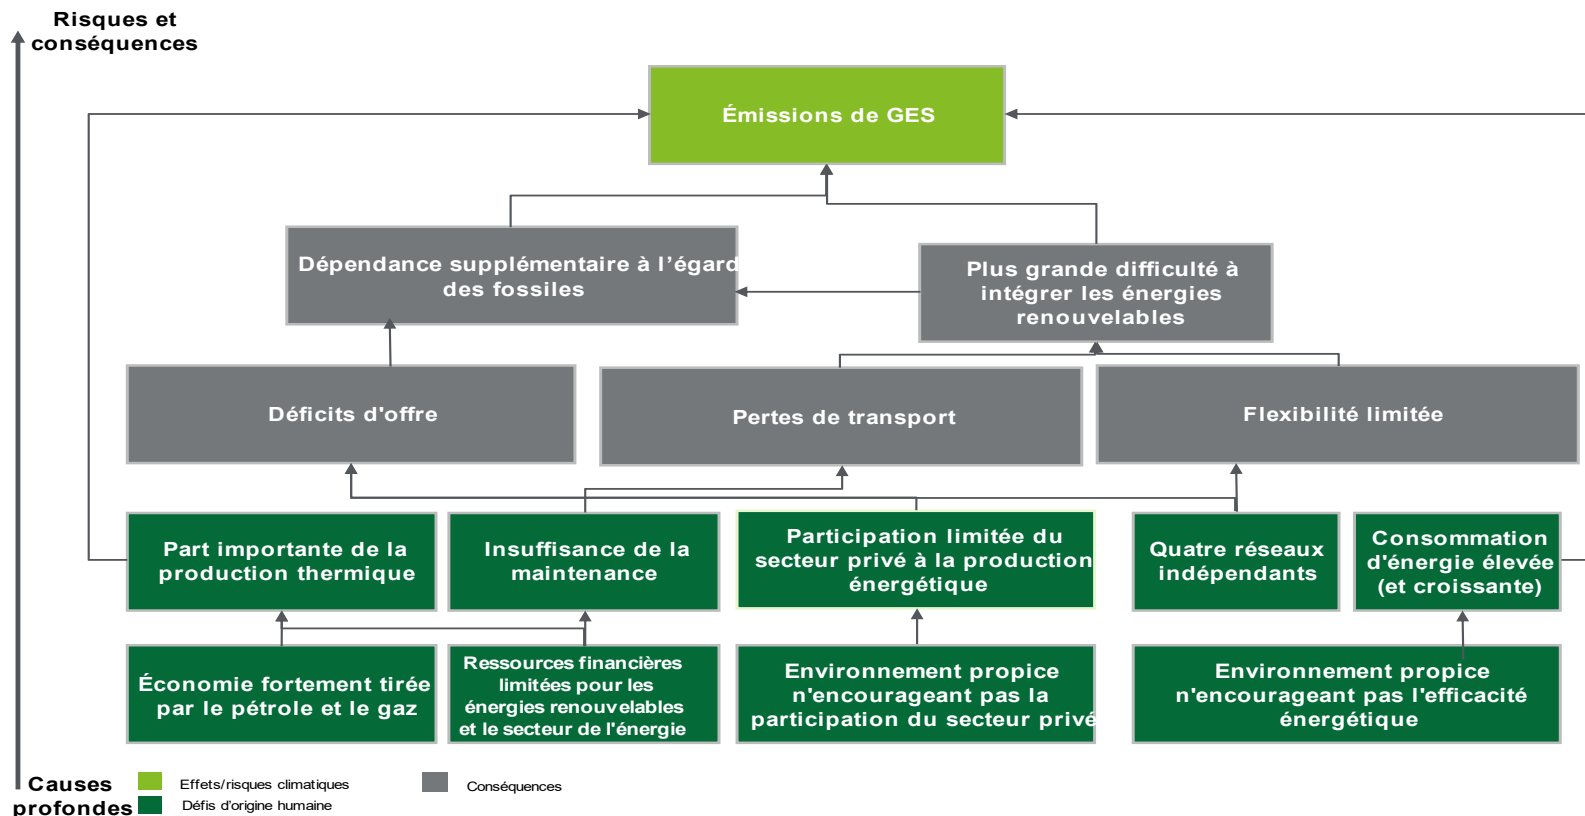 Risques et
conséquences
Émissions de GES
Dépendance supplémentaire à l’égard
des fossiles
Plus grande difficulté à
intégrer les énergies
renouvelables
Déficits d'offre
Pertes de transport
Flexibilité limitée
Part importante de la
production thermique
Insuffisance de la
maintenance
Participation limitée du
secteur privé à la production
énergétique
Quatre réseaux
indépendants
Consommation
d'énergie élevée
(et croissante)
Économie fortement tirée
par le pétrole et le gaz
Ressources financières
limitées pour les
énergies renouvelables
et le secteur de l'énergie
Environnement propice
n'encourageant pas la
participation du secteur privé
Environnement propice
n'encourageant pas l'efficacité
énergétique
Causes
profondes
Effets/risques climatiques
Conséquences
Défis d'origine humaine